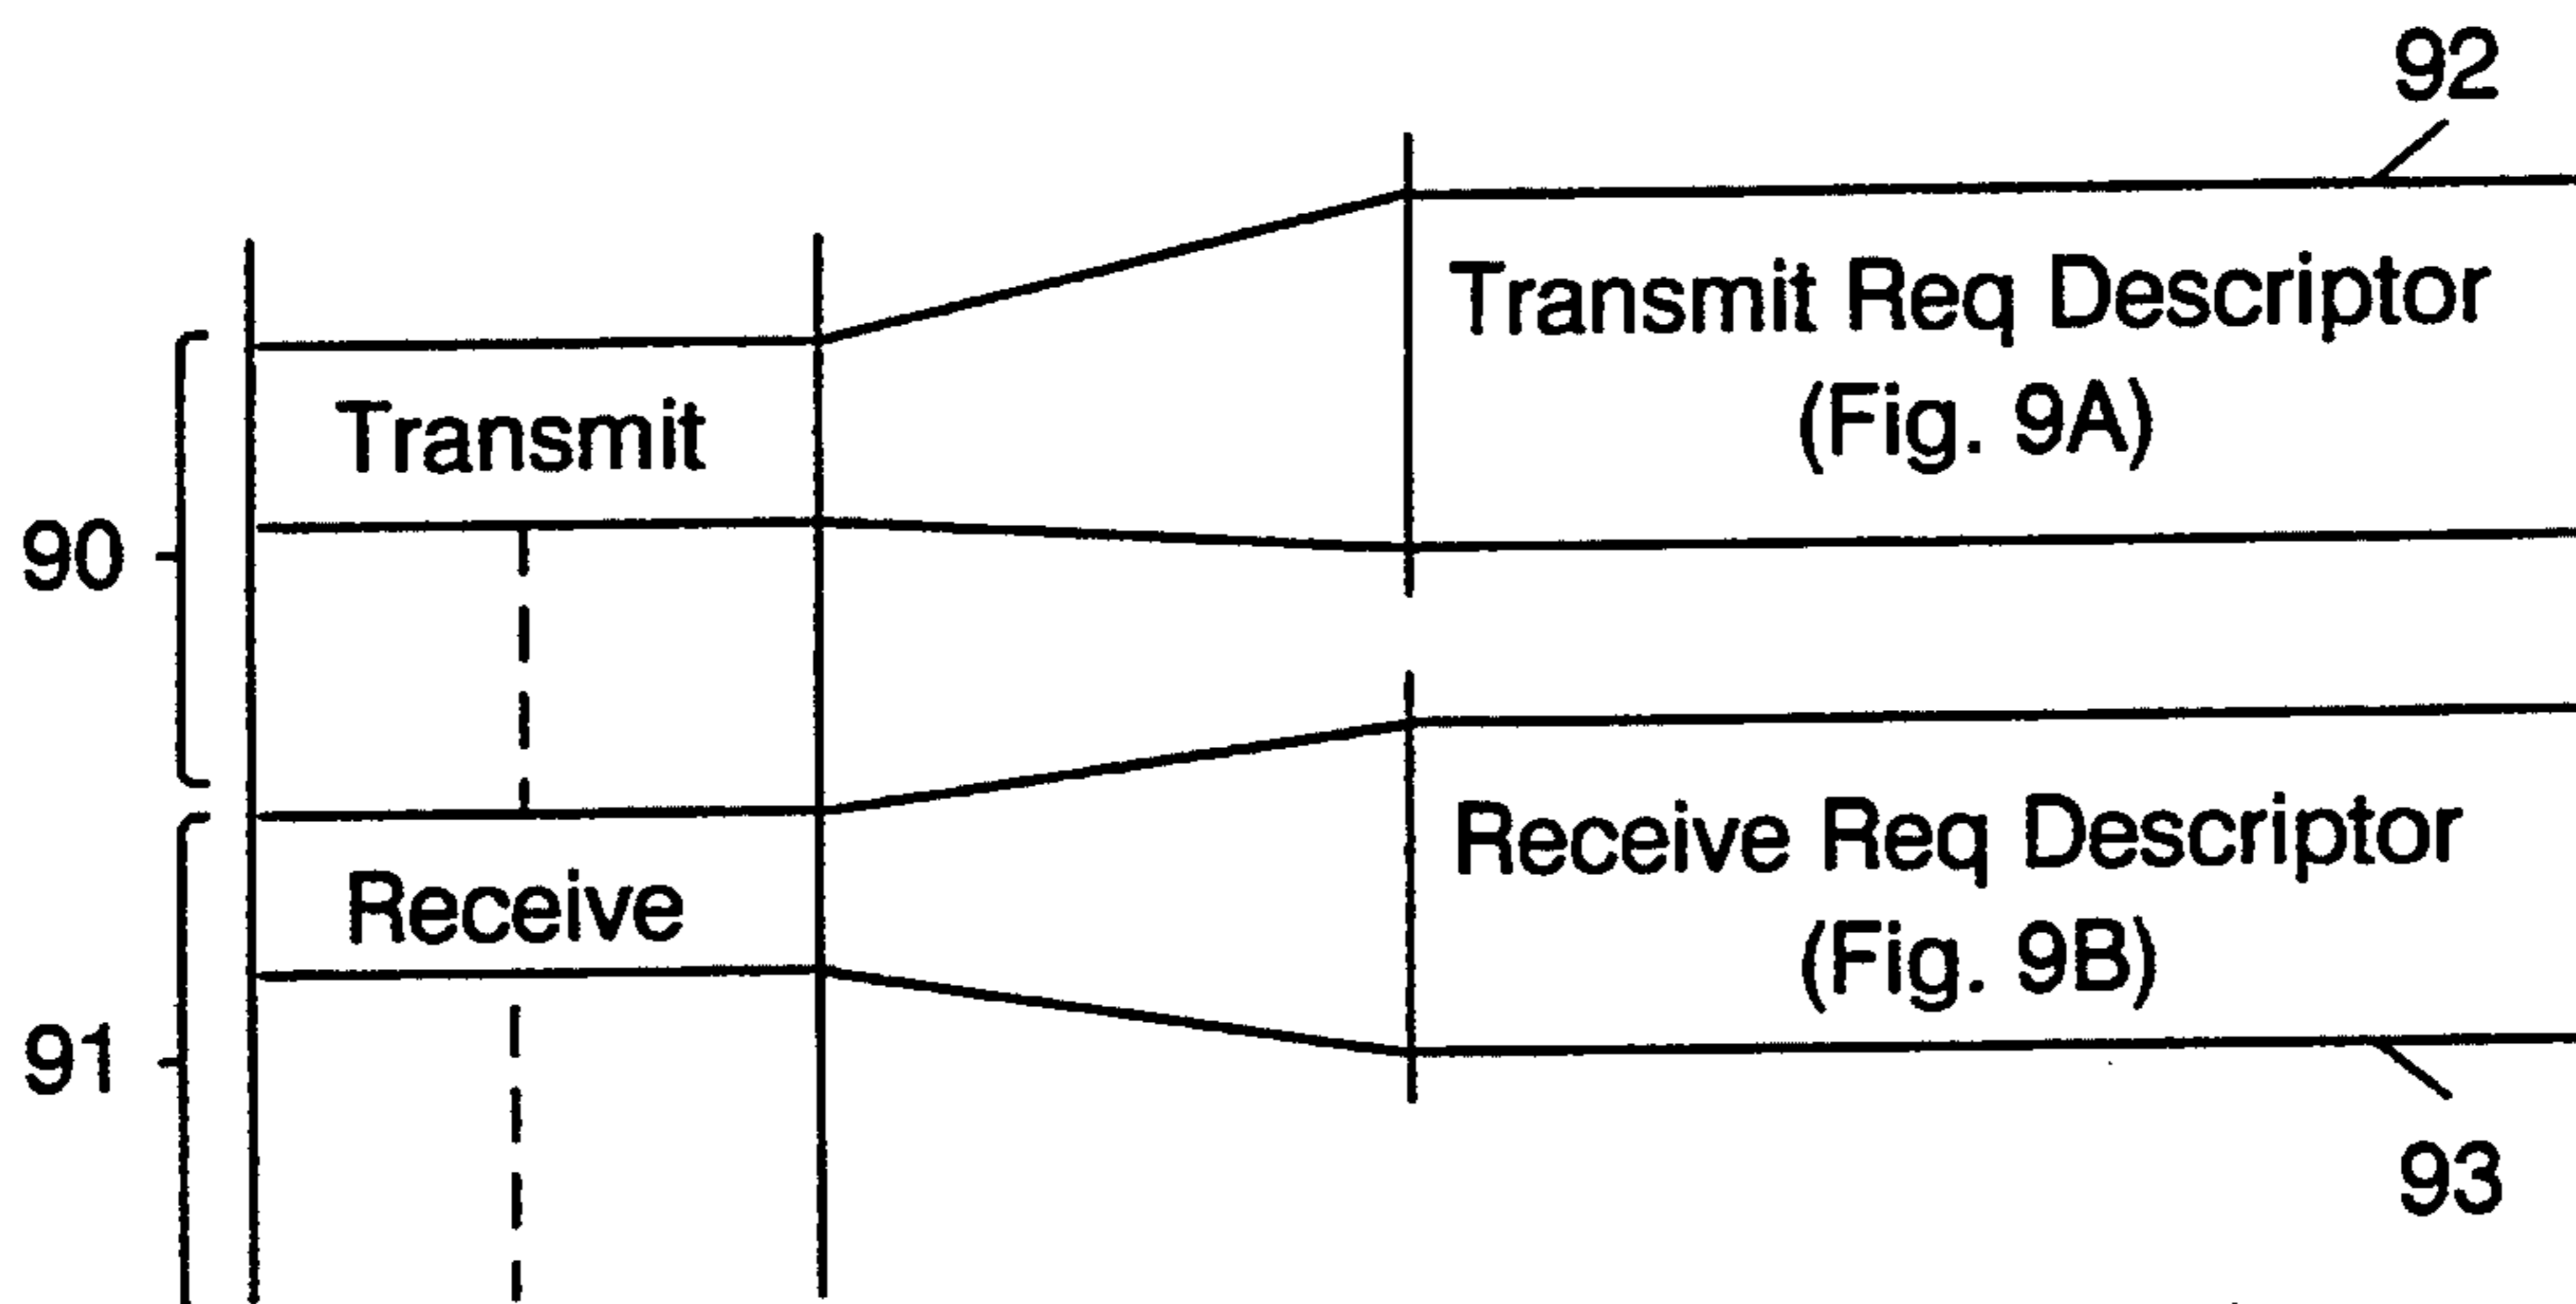 92
Transmit Req Descriptor
(Fig. 9A)
Transmit
90
Receive Req Descriptor
(Fig. 9B)
Receive
91
93